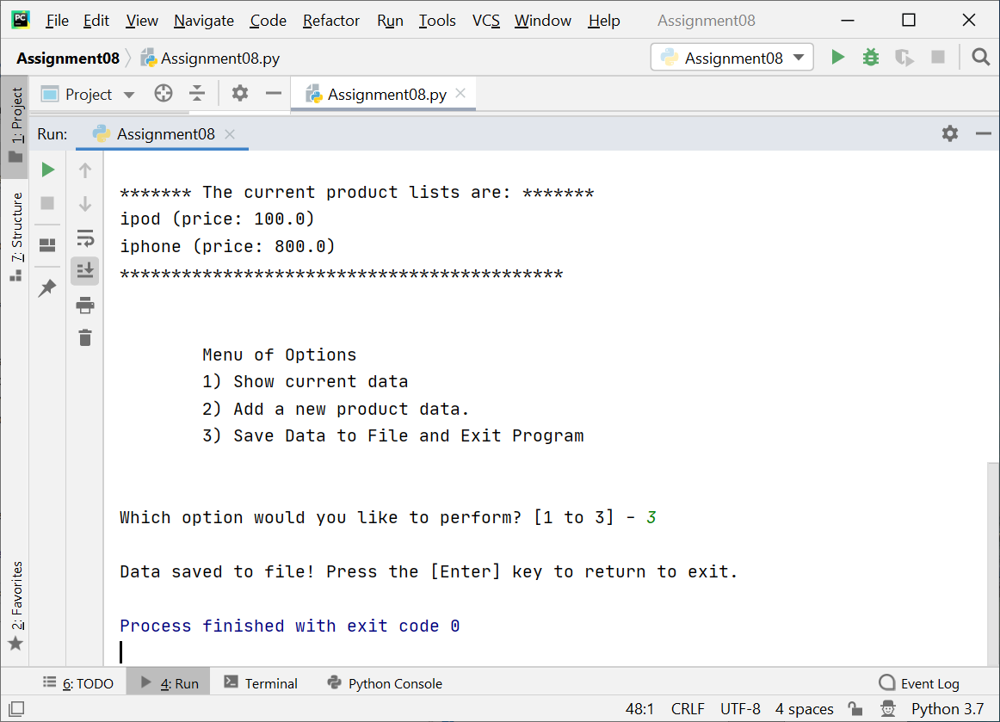 PC File Edit View Navigate Code Refactor Run Tools VCS Window Help Assignment08
Assignment08 Assignment08.py Assignment08
1: Project
Project Assignment08.py
Run: Assignment08
******* The current product lists are: *******
ipod (price: 100.0)
iphone (price: 800.0)
*******************************************
7: Structure
Menu of Options
1) Show current data
2) Add a new product data.
3) Save Data to File and Exit Program
Which option would you like to perform? [1 to 3] - 3
Data saved to file! Press the [Enter] key to return to exit.
Process finished with exit code 0
2: Favorites
6: TODO 4: Run Terminal Python Console Event Log
48:1 CRLF UTF-8 4 spaces Python 3.7